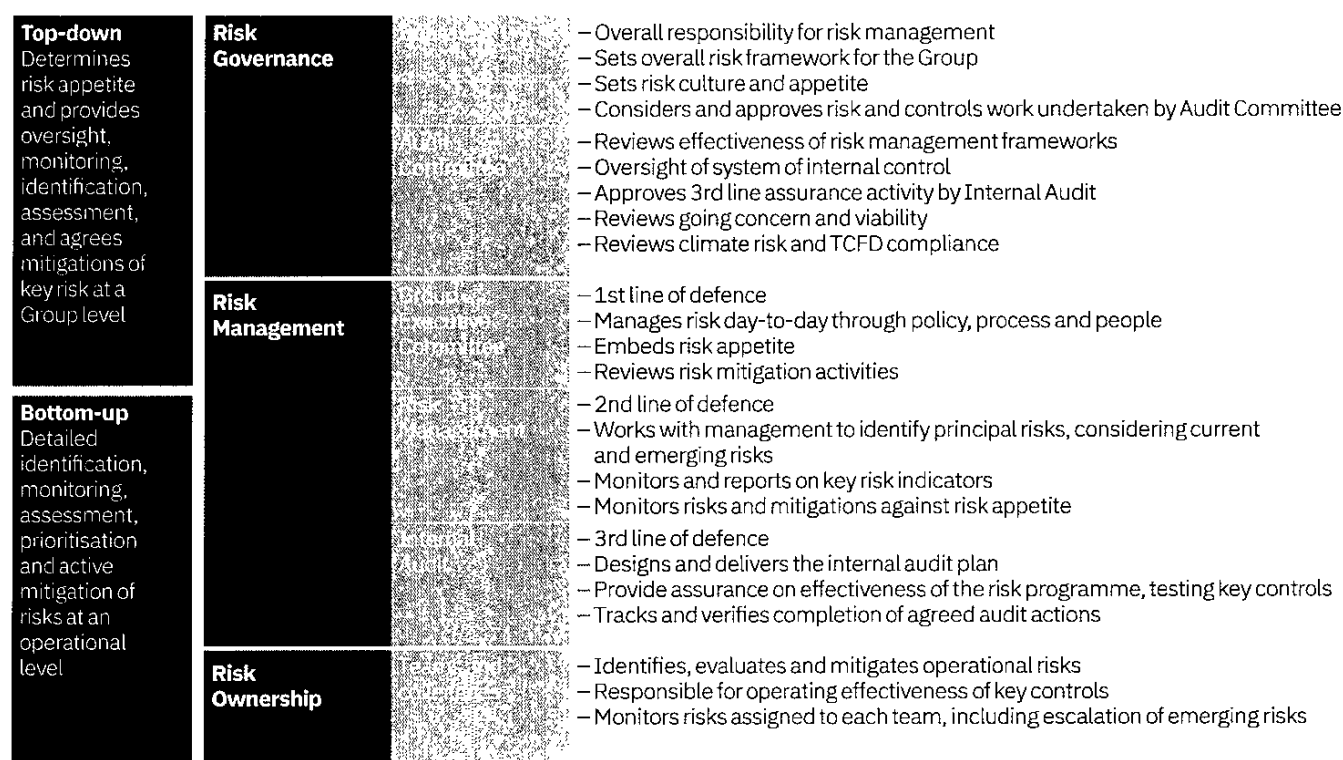 Top-down
Determines
risk appetite
and provides
oversight,
monitoring,
identification,
assessment,
and agrees
mitigations of
key risk at a
Group level
Bottom-up
Detailed
identification,
monitoring,
assessment,
prioritisation
and active
mitigation of
risks at an
operational
level
Risk
Governance
– Overall responsibility for risk management
– Sets overall risk framework for the Group
– Sets risk culture and appetite
– Considers and approves risk and controls work undertaken by Audit Committee
Audit
Committee
– Reviews effectiveness of risk management frameworks
– Oversight of system of internal control
– Approves 3rd line assurance activity by Internal Audit
– Reviews going concern and viability
– Reviews climate risk and TCFD compliance
Risk
Management
Group
Executive
Committee
– 1st line of defence
– Manages risk day-to-day through policy, process and people
– Embeds risk appetite
– Reviews risk mitigation activities
Risk
Management
– 2nd line of defence
– Works with management to identify principal risks, considering current
and emerging risks
– Monitors and reports on key risk indicators
– Monitors risks and mitigations against risk appetite
Internal
Audit
– 3rd line of defence
– Designs and delivers the internal audit plan
– Provide assurance on effectiveness of the risk programme, testing key controls
– Tracks and verifies completion of agreed audit actions
Risk
Ownership
– Identifies, evaluates and mitigates operational risks
– Responsible for operating effectiveness of key controls
– Monitors risks assigned to each team, including escalation of emerging risks